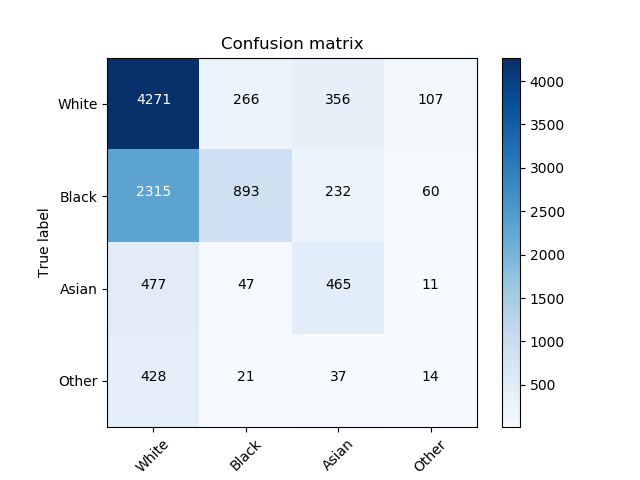 Confusion matrix
True label
White 4271 266 356 107
Black 2315 893 232 60
Asian 477 47 465 11
Other 428 21 37 14
White Black Asian Other
4000
3500
3000
2500
2000
1500
1000
500